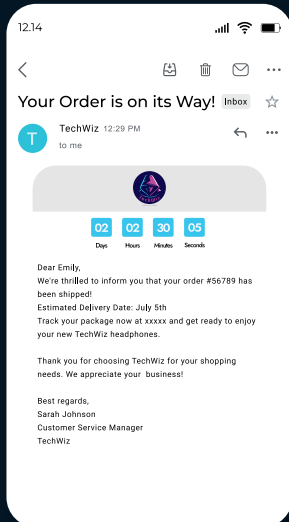 12.14
Your Order is on its Way! Inbox
T
TechWiz 12:29 PM
to me
TechWiz
02 02 30 05
Days Hours Minutes Seconds
Dear Emily,
We're thrilled to inform you that your order #56789 has
been shipped!
Estimated Delivery Date: July 5th
Track your package now at xxxxx and get ready to enjoy
your new TechWiz headphones.
Thank you for choosing TechWiz for your shopping
needs. We appreciate your  business!
Best regards,
Sarah Johnson
Customer Service Manager
TechWiz